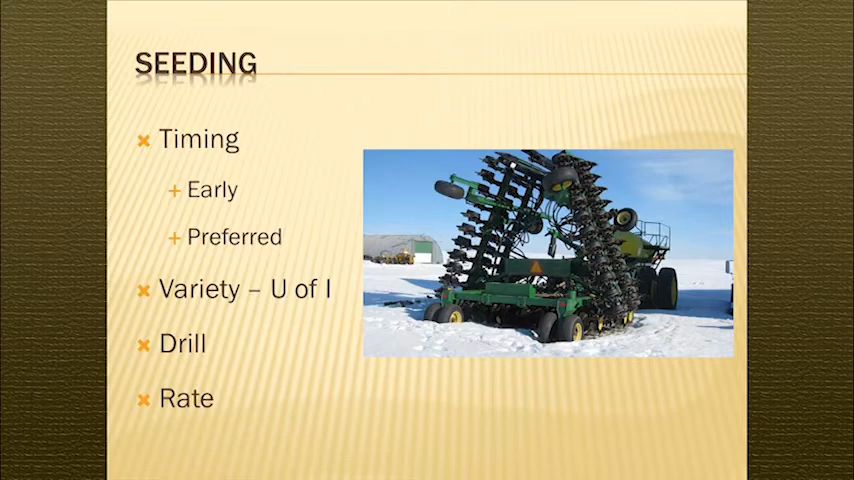 SEEDING
Timing
Early
Preferred
Variety – U of I
Drill
Rate